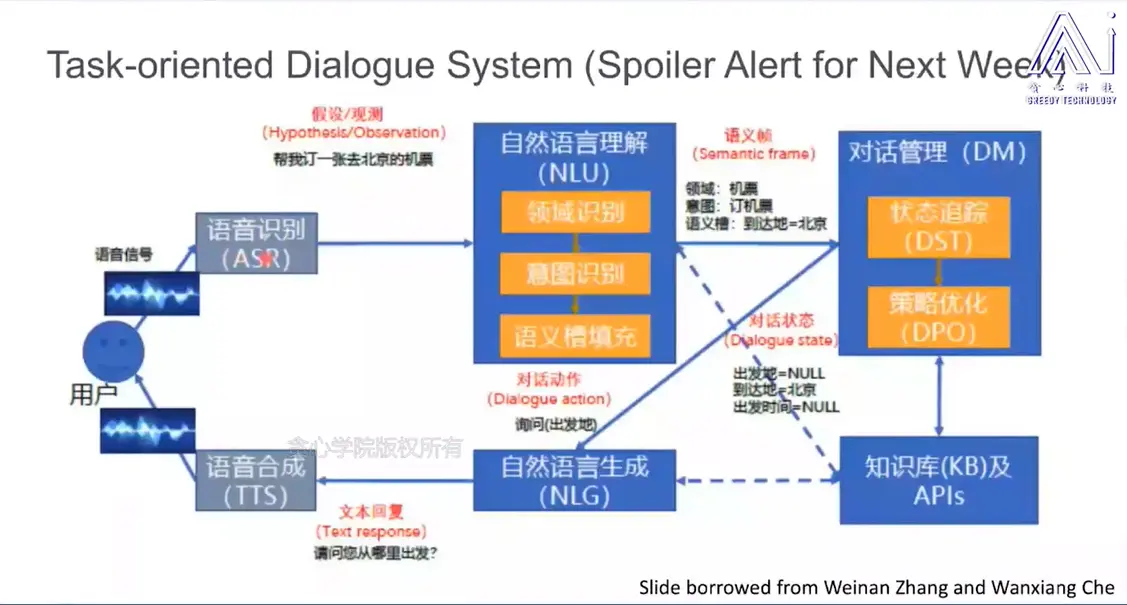 Task-oriented Dialogue System (Spoiler Alert for Next Week)
Ai
贪心科技
GREEDY TECHNOLOGY
假设/观测
(Hypothesis/Observation)
帮我订一张去北京的机票
自然语言理解
(NLU)
领域识别
意图识别
语义槽填充
语义帧
(Semantic frame)
领域：机票
意图：订机票
语义槽：到达地=北京
对话管理（DM）
状态追踪
(DST)
策略优化
(DPO)
语音识别
(ASR)
语音信号
用户
对话状态
(Dialogue state)
出发地=NULL
到达地=北京
出发时间=NULL
对话动作
(Dialogue action)
询问(出发地)
贪心学院版权所有
语音合成
(TTS)
自然语言生成
(NLG)
知识库(KB)及
APIs
文本回复
(Text response)
请问您从哪里出发？
Slide borrowed from Weinan Zhang and Wanxiang Che